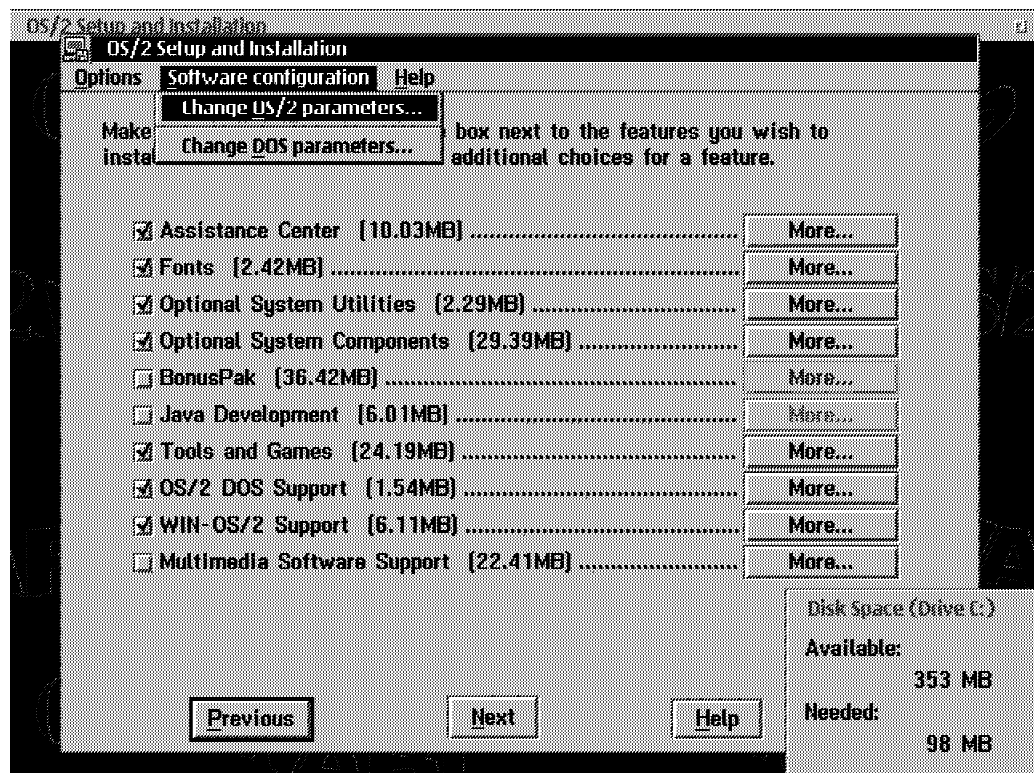 OS/2 Setup and Installation
OS/2 Setup and Installation
Options Software configuration Help
Change OS/2 parameters...
Change DOS parameters...
Make box next to the features you wish to
instal additional choices for a feature.
Assistance Center (10.03MB) ........................................ More...
Fonts (2.42MB) ........................................ More...
Optional System Utilities (2.29MB) ........................................ More...
Optional System Components (29.39MB) ........................................ More...
BonusPak (36.42MB) ........................................ More...
Java Development (6.01MB) ........................................ More...
Tools and Games (24.19MB) ........................................ More...
OS/2 DOS Support (1.54MB) ........................................ More...
WIN-OS/2 Support (6.11MB) ........................................ More...
Multimedia Software Support (22.41MB) ........................................ More...
Disk Space (Drive C:)
Available:
353 MB
Needed:
98 MB
Previous Next Help